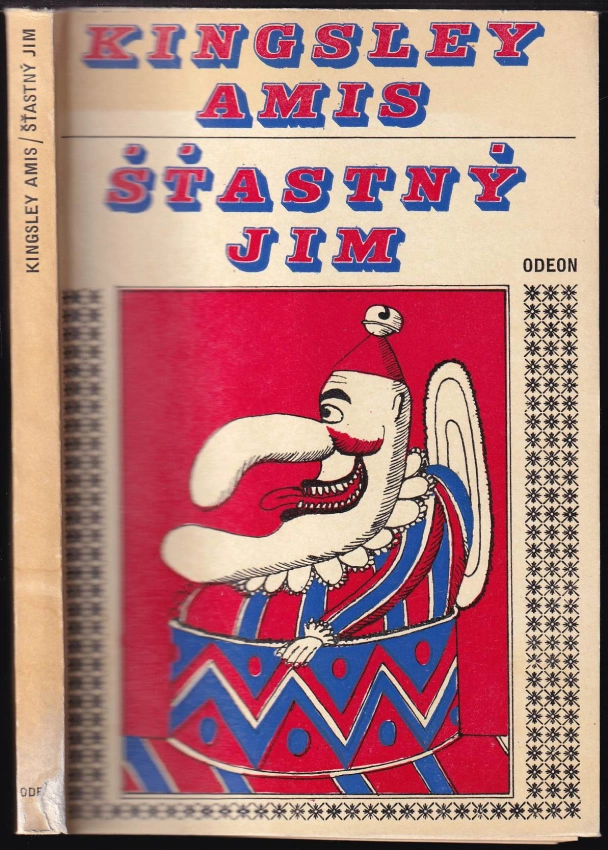 KINGSLEY AMIS / ŠŤASTNÝ JIM
KINGSLEY
AMIS
ŠŤASTNÝ
JIM
ODEON